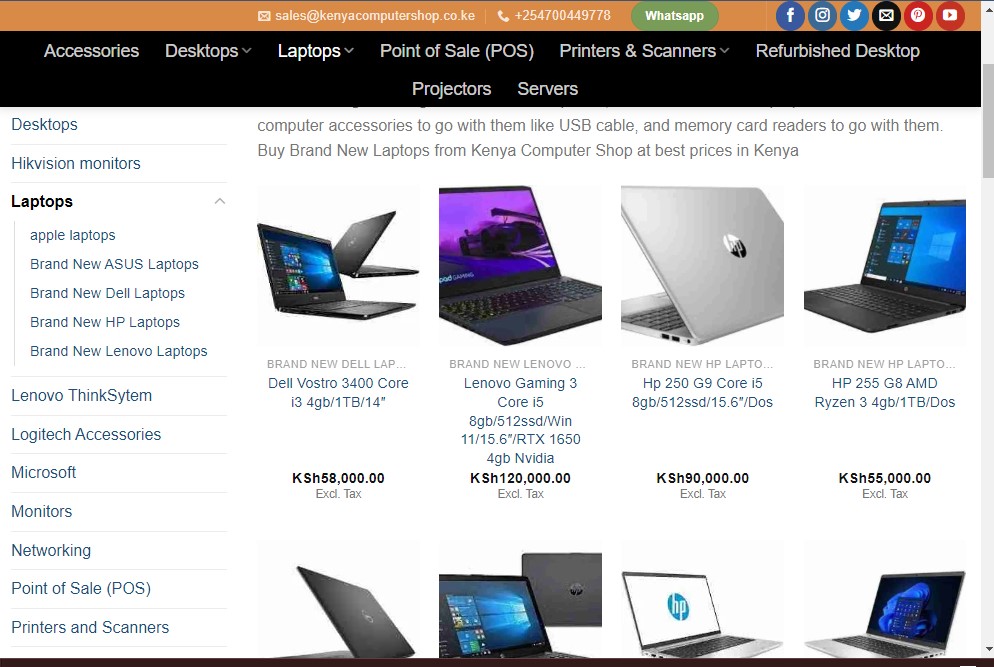 sales@kenyacomputershop.co.ke
+254700449778
Whatsapp
Accessories
Desktops
Laptops
Point of Sale (POS)
Printers & Scanners
Refurbished Desktop
Projectors
Servers
Desktops
Hikvision monitors
Laptops
apple laptops
Brand New ASUS Laptops
Brand New Dell Laptops
Brand New HP Laptops
Brand New Lenovo Laptops
Lenovo ThinkSytem
Logitech Accessories
Microsoft
Monitors
Networking
Point of Sale (POS)
Printers and Scanners
computer accessories to go with them like USB cable, and memory card readers to go with them.
Buy Brand New Laptops from Kenya Computer Shop at best prices in Kenya
BRAND NEW DELL LAP...
Dell Vostro 3400 Core
i3 4gb/1TB/14″
KSh58,000.00
Excl. Tax
BRAND NEW LENOVO ...
Lenovo Gaming 3
Core i5
8gb/512ssd/Win
11/15.6″/RTX 1650
4gb Nvidia
KSh120,000.00
Excl. Tax
BRAND NEW HP LAPTO...
Hp 250 G9 Core i5
8gb/512ssd/15.6″/Dos
KSh90,000.00
Excl. Tax
BRAND NEW HP LAPTO...
HP 255 G8 AMD
Ryzen 3 4gb/1TB/Dos
KSh55,000.00
Excl. Tax
hp